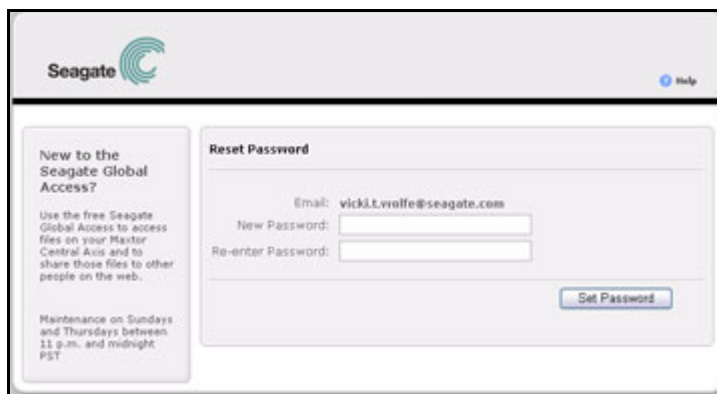 Seagate
Help
New to the
Seagate Global
Access?
Use the free Seagate
Global Access to access
files on your Maxtor
Central Axis and to
share those files to other
people on the web.
Maintenance on Sundays
and Thursdays between
11 p.m. and midnight
PST
Reset Password
Email: vicki.t.wolfe@seagate.com
New Password:
Re-enter Password:
Set Password